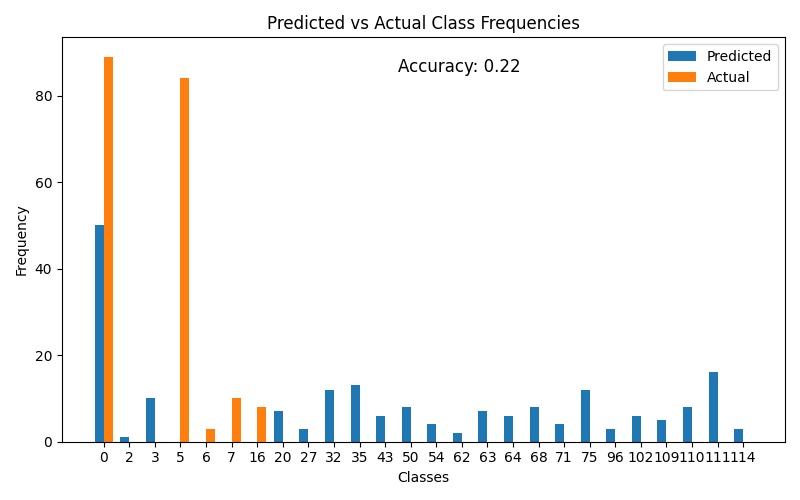 Predicted vs Actual Class Frequencies
Accuracy: 0.22
Predicted
Actual
80
60
40
20
0
Frequency
0 2 3 5 6 7 16 20 27 32 35 43 50 54 62 63 64 68 71 75 96 102 109 110 111 114
Classes